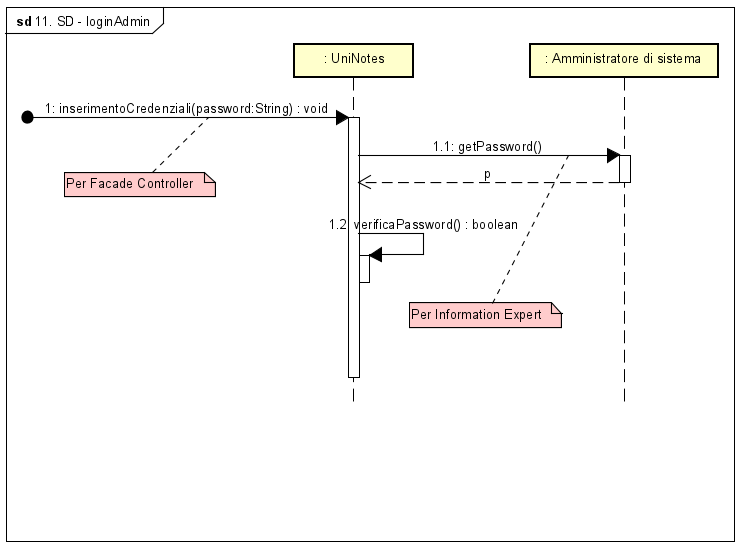 sd 11. SD - loginAdmin
: UniNotes
: Amministratore di sistema
1: inserimentoCredenziali(password:String) : void
1.1: getPassword()
p
Per Facade Controller
1.2: verificaPassword() : boolean
Per Information Expert